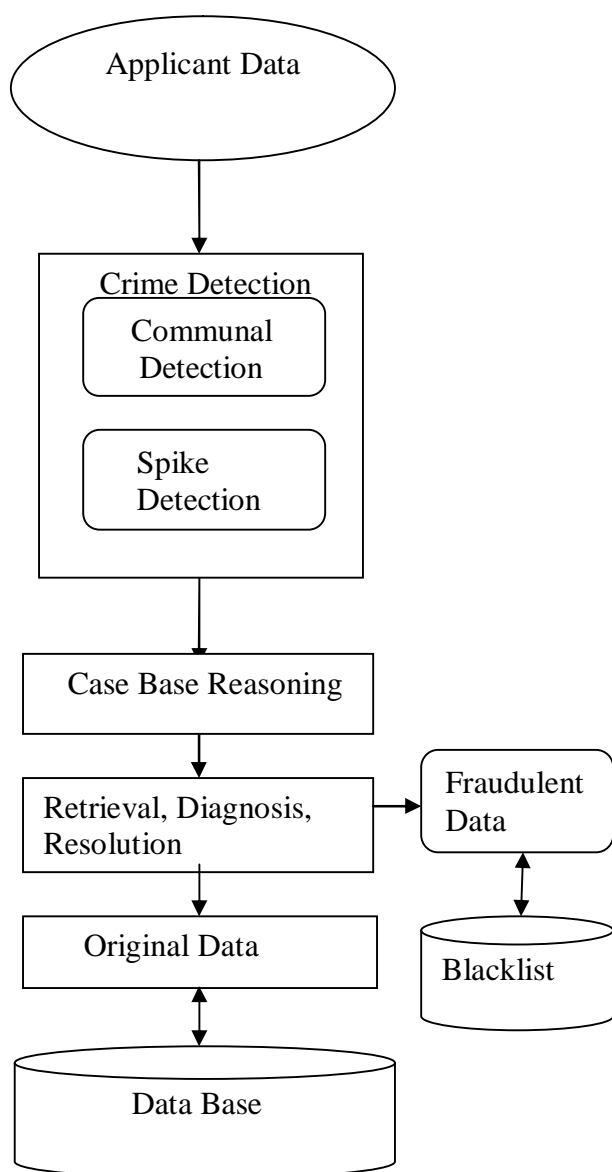 Applicant Data
Crime Detection
Communal
Detection
Spike
Detection
Case Base Reasoning
Retrieval, Diagnosis,
Resolution
Fraudulent
Data
Original Data
Blacklist
Data Base